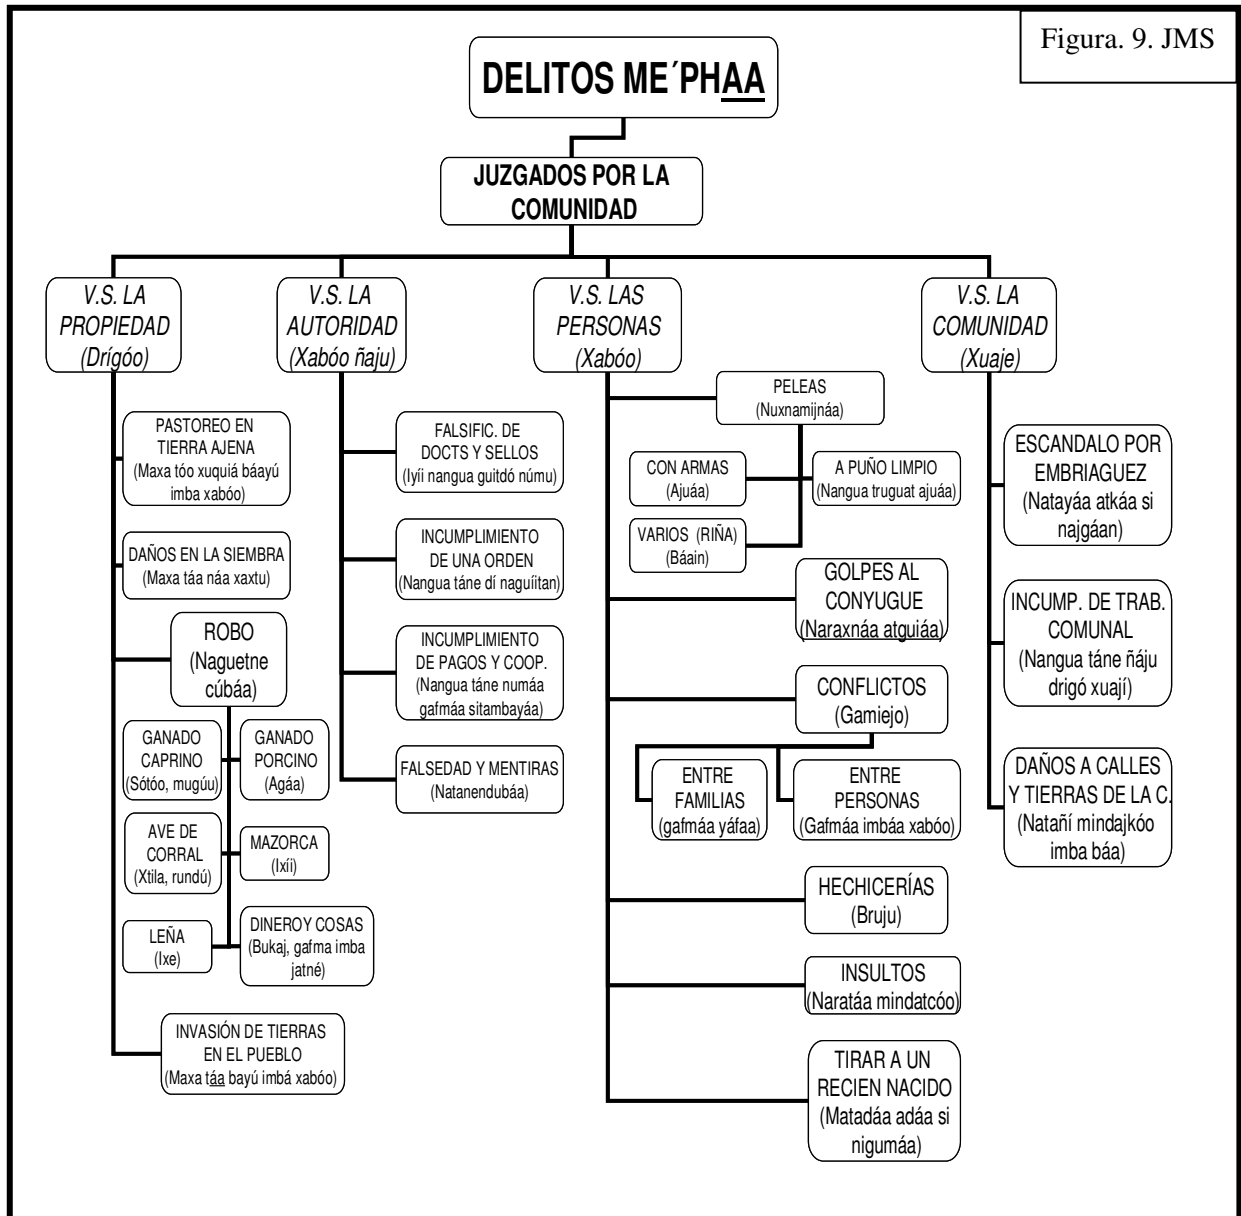 Figura. 9. JMS
DELITOS ME´PHAA
JUZGADOS POR LA
COMUNIDAD
V.S. LA
PROPIEDAD
(Drígóo)
PASTOREO EN
TIERRA AJENA
(Maxa tóo xuquiá báayú
imba xabóo)
DAÑOS EN LA SIEMBRA
(Maxa táa náa xaxtu)
ROBO
(Naguetne
cúbáa)
GANADO
CAPRINO
(Sótóo, mugúu)
GANADO
PORCINO
(Agáa)
AVE DE
CORRAL
(Xtila, rundú)
MAZORCA
(Ixíi)
LEÑA
(Ixe)
DINEROY COSAS
(Bukaj, gafma imba
jatné)
INVASIÓN DE TIERRAS
EN EL PUEBLO
(Maxa táa bayú imbá xabóo)
V.S. LA
AUTORIDAD
(Xabóo ñaju)
FALSIFIC. DE
DOCTS Y SELLOS
(Iyíi nangua guitdó númu)
INCUMPLIMIENTO
DE UNA ORDEN
(Nangua táne dí naguíitan)
INCUMPLIMIENTO
DE PAGOS Y COOP.
(Nangua táne numáa
gafmáa sitambayáa)
FALSEDAD Y MENTIRAS
(Natanendubáa)
V.S. LAS
PERSONAS
(Xabóo)
PELEAS
(Nuxnamijnáa)
CON ARMAS
(Ajuáa)
A PUÑO LIMPIO
(Nangua truguat ajuáa)
VARIOS (RIÑA)
(Báain)
GOLPES AL
CONYUGUE
(Naraxnáa atguiáa)
CONFLICTOS
(Gamiejo)
ENTRE
FAMILIAS
(gafmáa yáfaa)
ENTRE
PERSONAS
(Gafmáa imbáa xabóo)
HECHICERÍAS
(Bruju)
INSULTOS
(Naratáa mindatcóo)
TIRAR A UN
RECIEN NACIDO
(Matadáa adáa si
nigumáa)
V.S. LA
COMUNIDAD
(Xuaje)
ESCANDALO POR
EMBRIAGUEZ
(Natayáa atkáa si
najgáan)
INCUMP. DE TRAB.
COMUNAL
(Nangua táne ñáju
drigó xuají)
DAÑOS A CALLES
Y TIERRAS DE LA C.
(Natañí mindajkóo
imba báa)